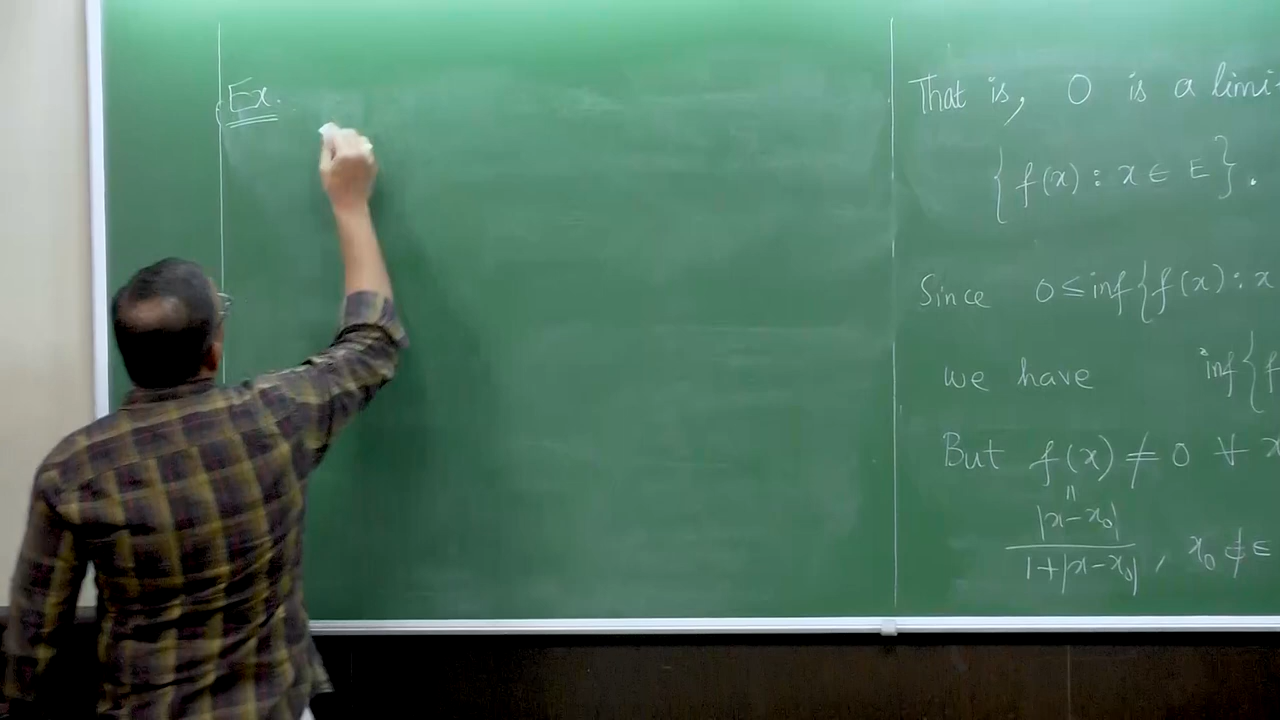 Ex.
That is, 0 is a limi
{f(x) : x ∈ E}.
Since 0 ≤ inf{f(x) : x
we have inf{f
But f(x) ≠ 0 ∀ x
||
|x-x₀|
1+|x-x₀| , x₀ ∉ E